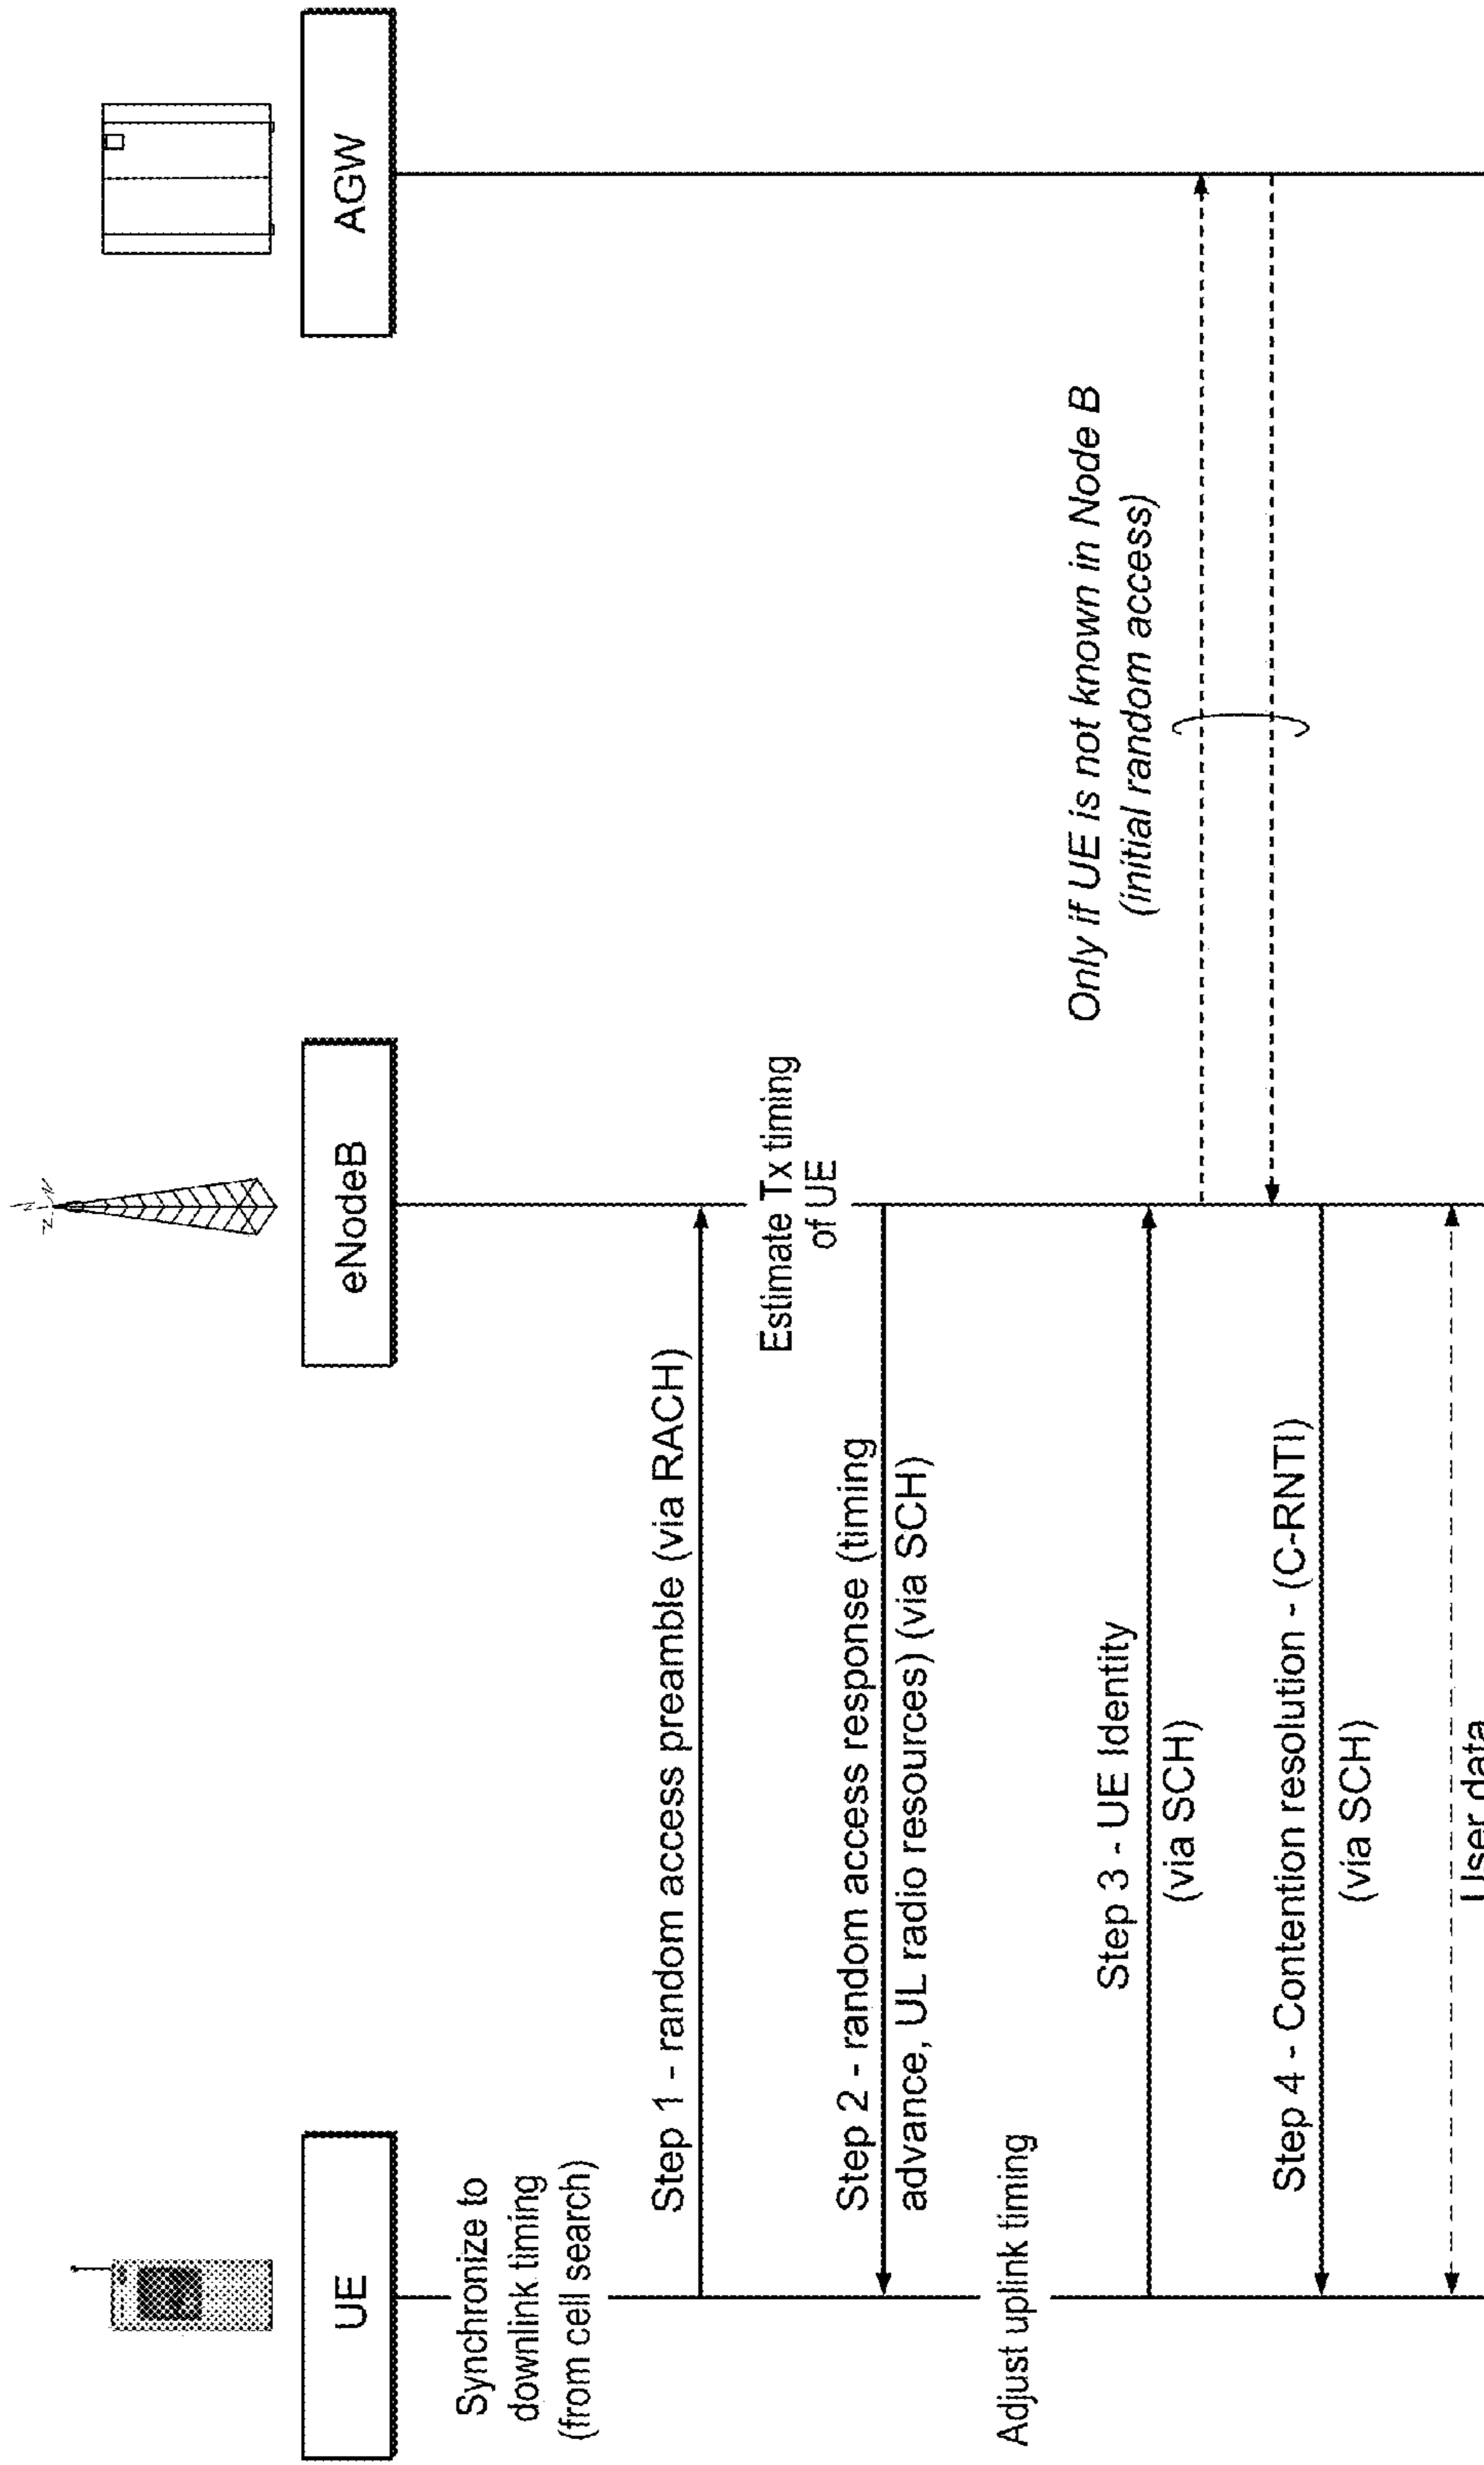 UE
eNodeB
AGW
Synchronize to
downlink timing
(from cell search)
Step 1 - random access preamble (via RACH)
Estimate Tx timing
of UE
Step 2 - random access response (timing
advance, UL radio resources) (via SCH)
Adjust uplink timing
Only if UE is not known in Node B
(initial random access)
Step 3 - UE Identity
(via SCH)
Step 4 - Contention resolution - (C-RNTI)
(via SCH)
User data